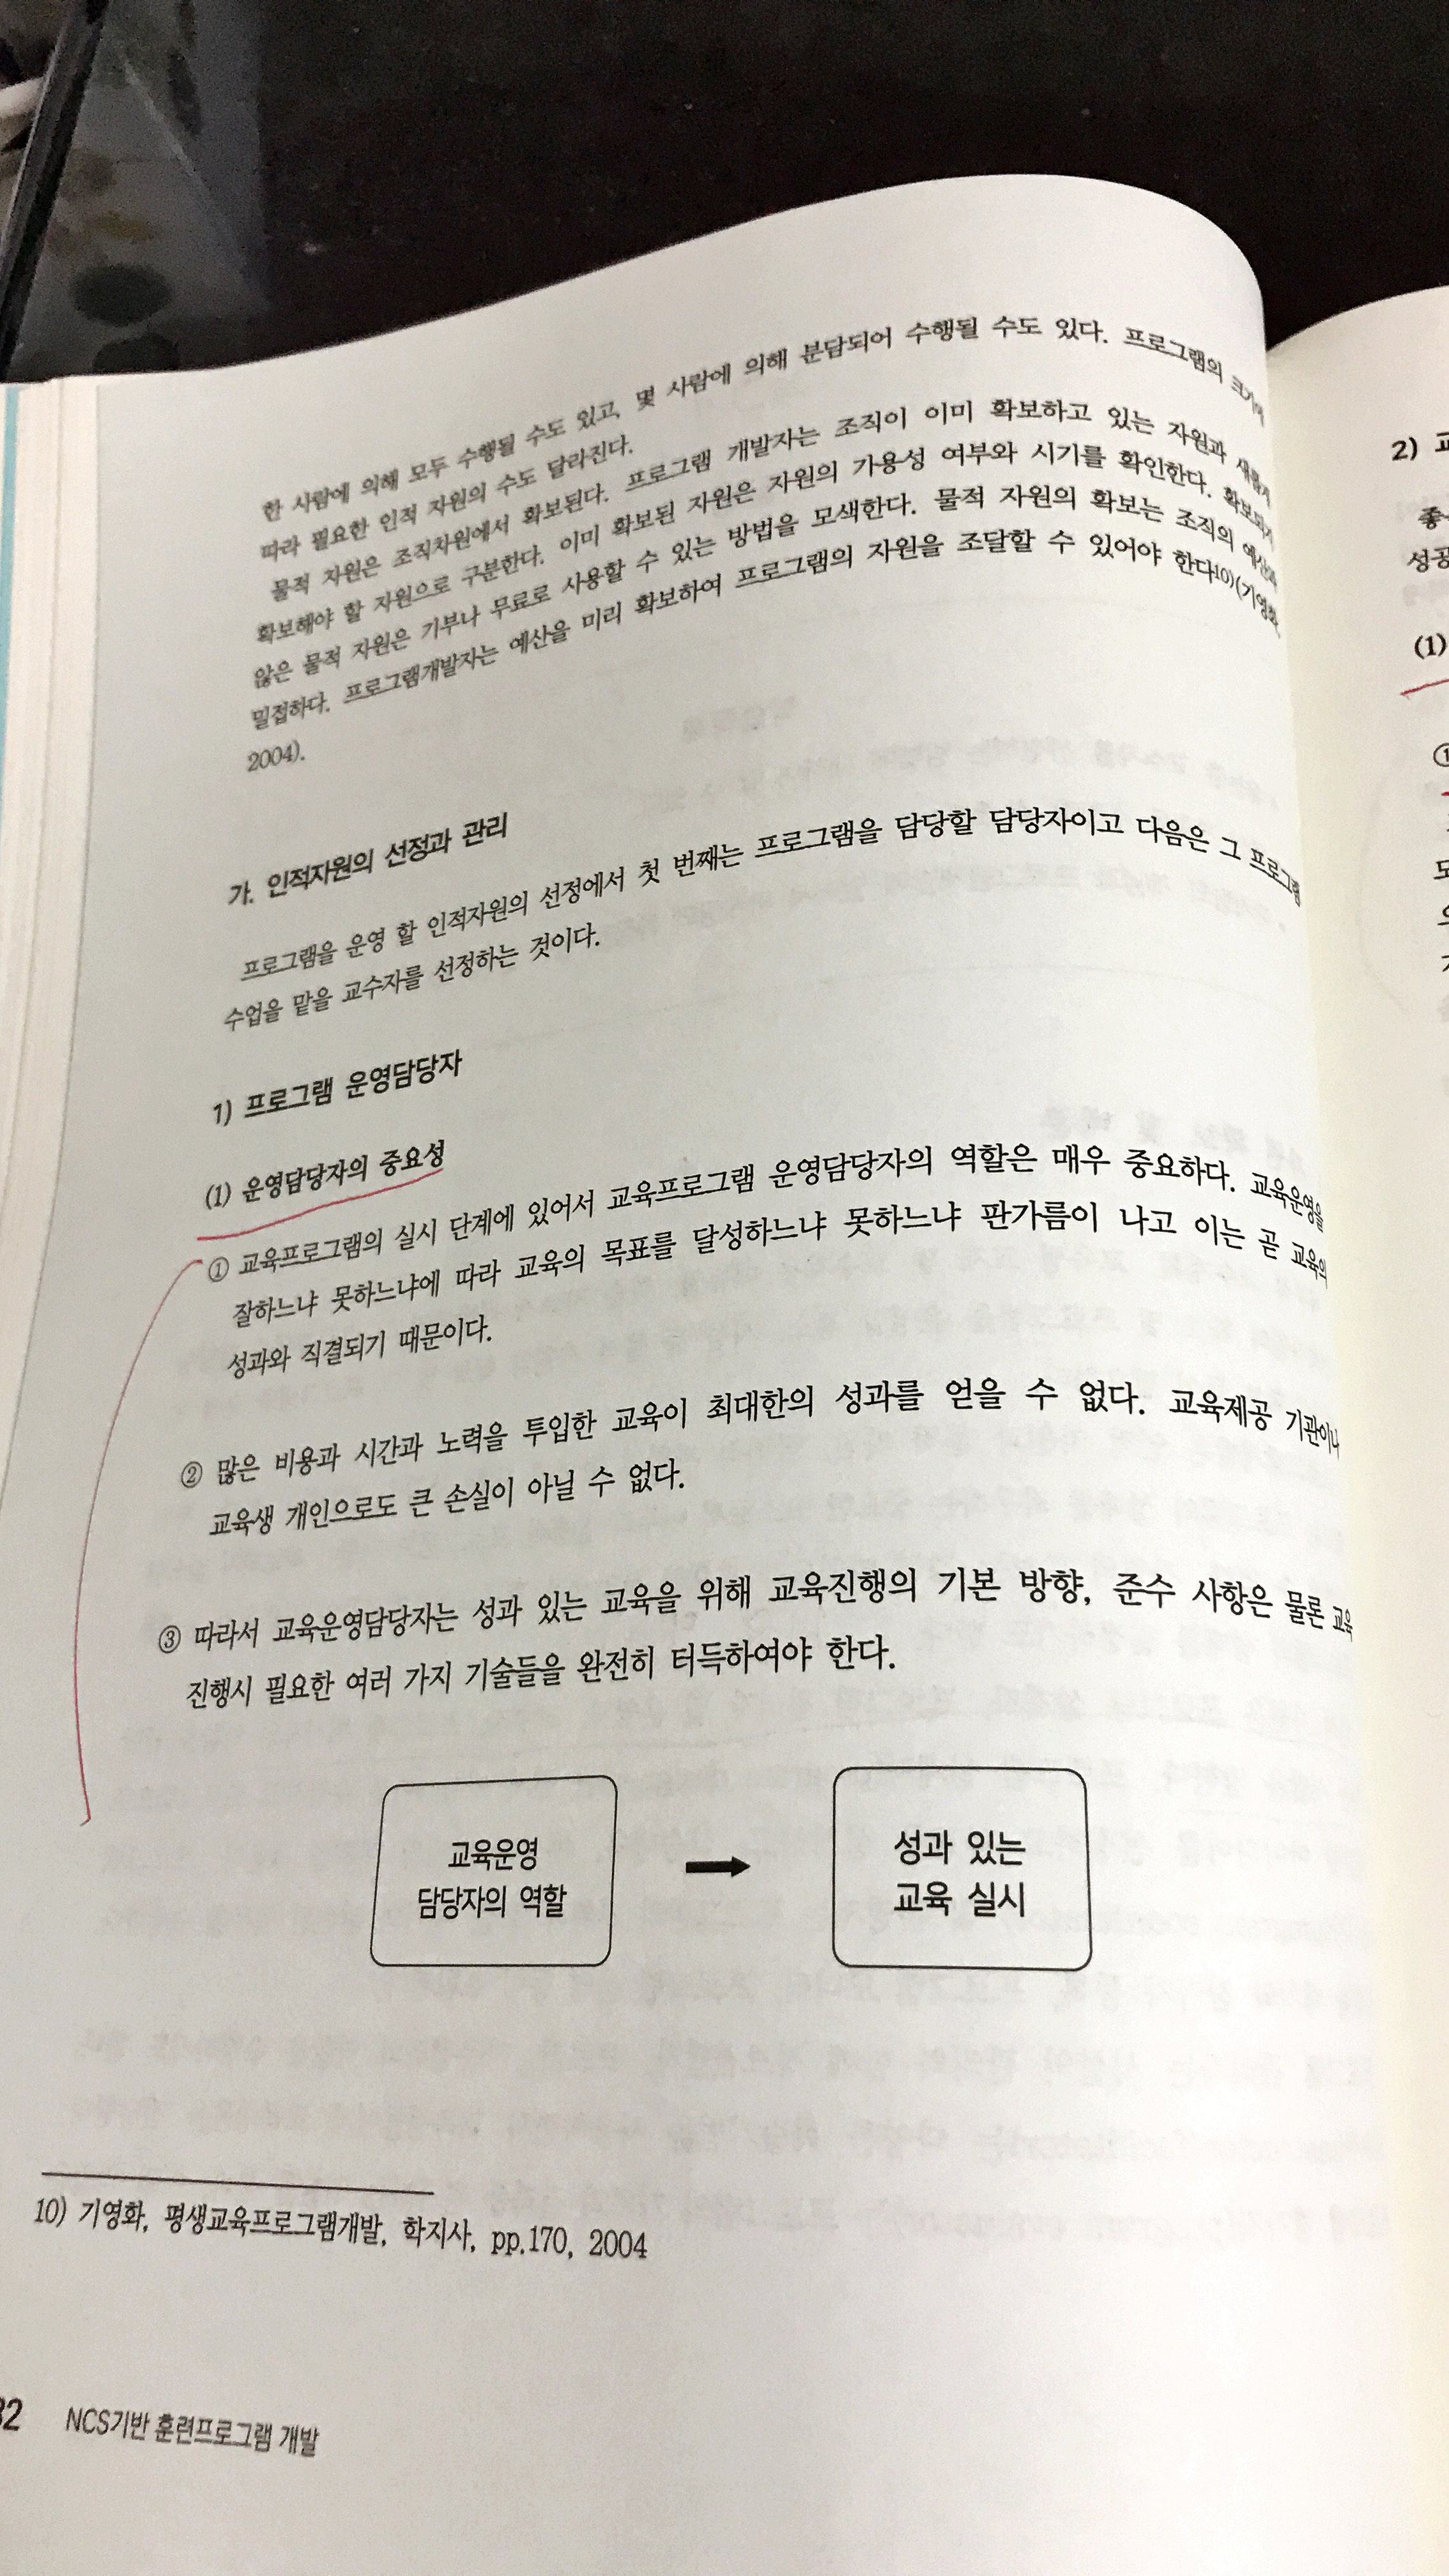 한 사람에 의해 모두 수행될 수도 있고, 몇 사람에 의해 분담되어 수행될 수도 있다. 프로그램의 크기에
따라 필요한 인적 자원의 수도 달라진다.
물적 자원은 조직차원에서 확보된다. 프로그램 개발자는 조직이 이미 확보하고 있는 자원과 새롭게
확보해야 할 자원으로 구분한다. 이미 확보된 자원은 자원의 가용성 여부와 시기를 확인한다. 확보되지
않은 물적 자원은 기부나 무료로 사용할 수 있는 방법을 모색한다. 물적 자원의 확보는 조직의 예산과
밀접하다. 프로그램개발자는 예산을 미리 확보하여 프로그램의 자원을 조달할 수 있어야 한다10)(기영화,
2004).
가. 인적자원의 선정과 관리
프로그램을 운영 할 인적자원의 선정에서 첫 번째는 프로그램을 담당할 담당자이고 다음은 그 프로그램
수업을 맡을 교수자를 선정하는 것이다.
1) 프로그램 운영담당자
(1) 운영담당자의 중요성
① 교육프로그램의 실시 단계에 있어서 교육프로그램 운영담당자의 역할은 매우 중요하다. 교육운영을
잘하느냐 못하느냐에 따라 교육의 목표를 달성하느냐 못하느냐 판가름이 나고 이는 곧 교육의
성과와 직결되기 때문이다.
② 많은 비용과 시간과 노력을 투입한 교육이 최대한의 성과를 얻을 수 없다. 교육제공 기관이나
교육생 개인으로도 큰 손실이 아닐 수 없다.
③ 따라서 교육운영담당자는 성과 있는 교육을 위해 교육진행의 기본 방향, 준수 사항은 물론 교육
진행시 필요한 여러 가지 기술들을 완전히 터득하여야 한다.
교육운영
담당자의 역할
성과 있는
교육 실시
10) 기영화, 평생교육프로그램개발, 학지사, pp.170, 2004
32 NCS기반 훈련프로그램 개발
2)
성공
(1)
①